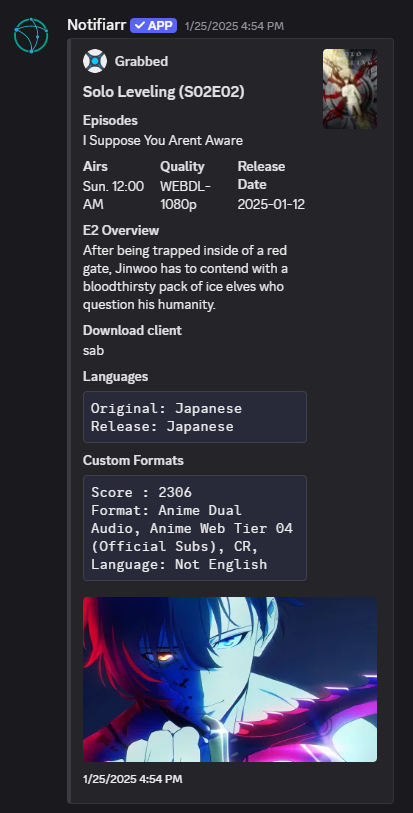 Notifiarr ✓ APP 1/25/2025 4:54 PM
Grabbed
Solo Leveling (S02E02)
Episodes
I Suppose You Arent Aware
Airs Quality Release Date
Sun. 12:00 AM WEBDL-1080p 2025-01-12
E2 Overview
After being trapped inside of a red
gate, Jinwoo has to contend with a
bloodthirsty pack of ice elves who
question his humanity.
Download client
sab
Languages
Original: Japanese
Release: Japanese
Custom Formats
Score : 2306
Format: Anime Dual
Audio, Anime Web Tier 04
(Official Subs), CR,
Language: Not English
1/25/2025 4:54 PM